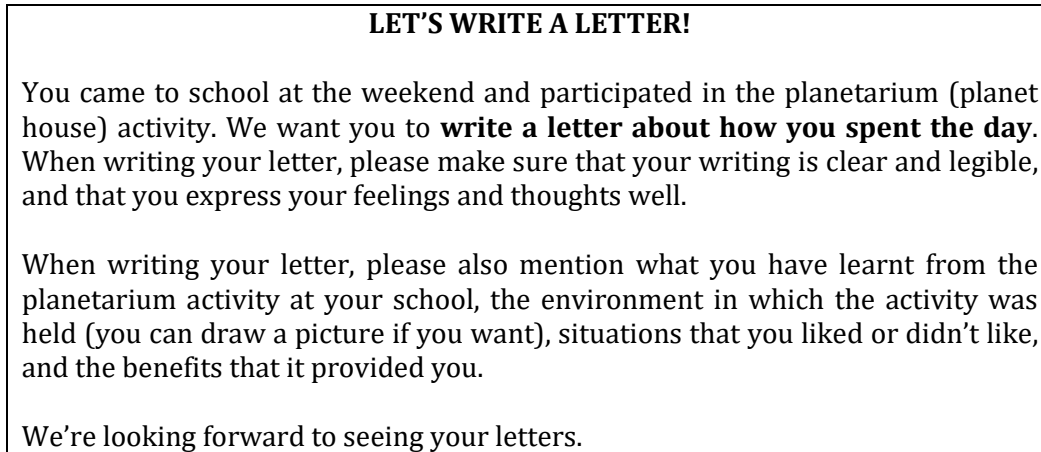 LET’S WRITE A LETTER!
You came to school at the weekend and participated in the planetarium (planet
house) activity. We want you to write a letter about how you spent the day.
When writing your letter, please make sure that your writing is clear and legible,
and that you express your feelings and thoughts well.
When writing your letter, please also mention what you have learnt from the
planetarium activity at your school, the environment in which the activity was
held (you can draw a picture if you want), situations that you liked or didn’t like,
and the benefits that it provided you.
We’re looking forward to seeing your letters.